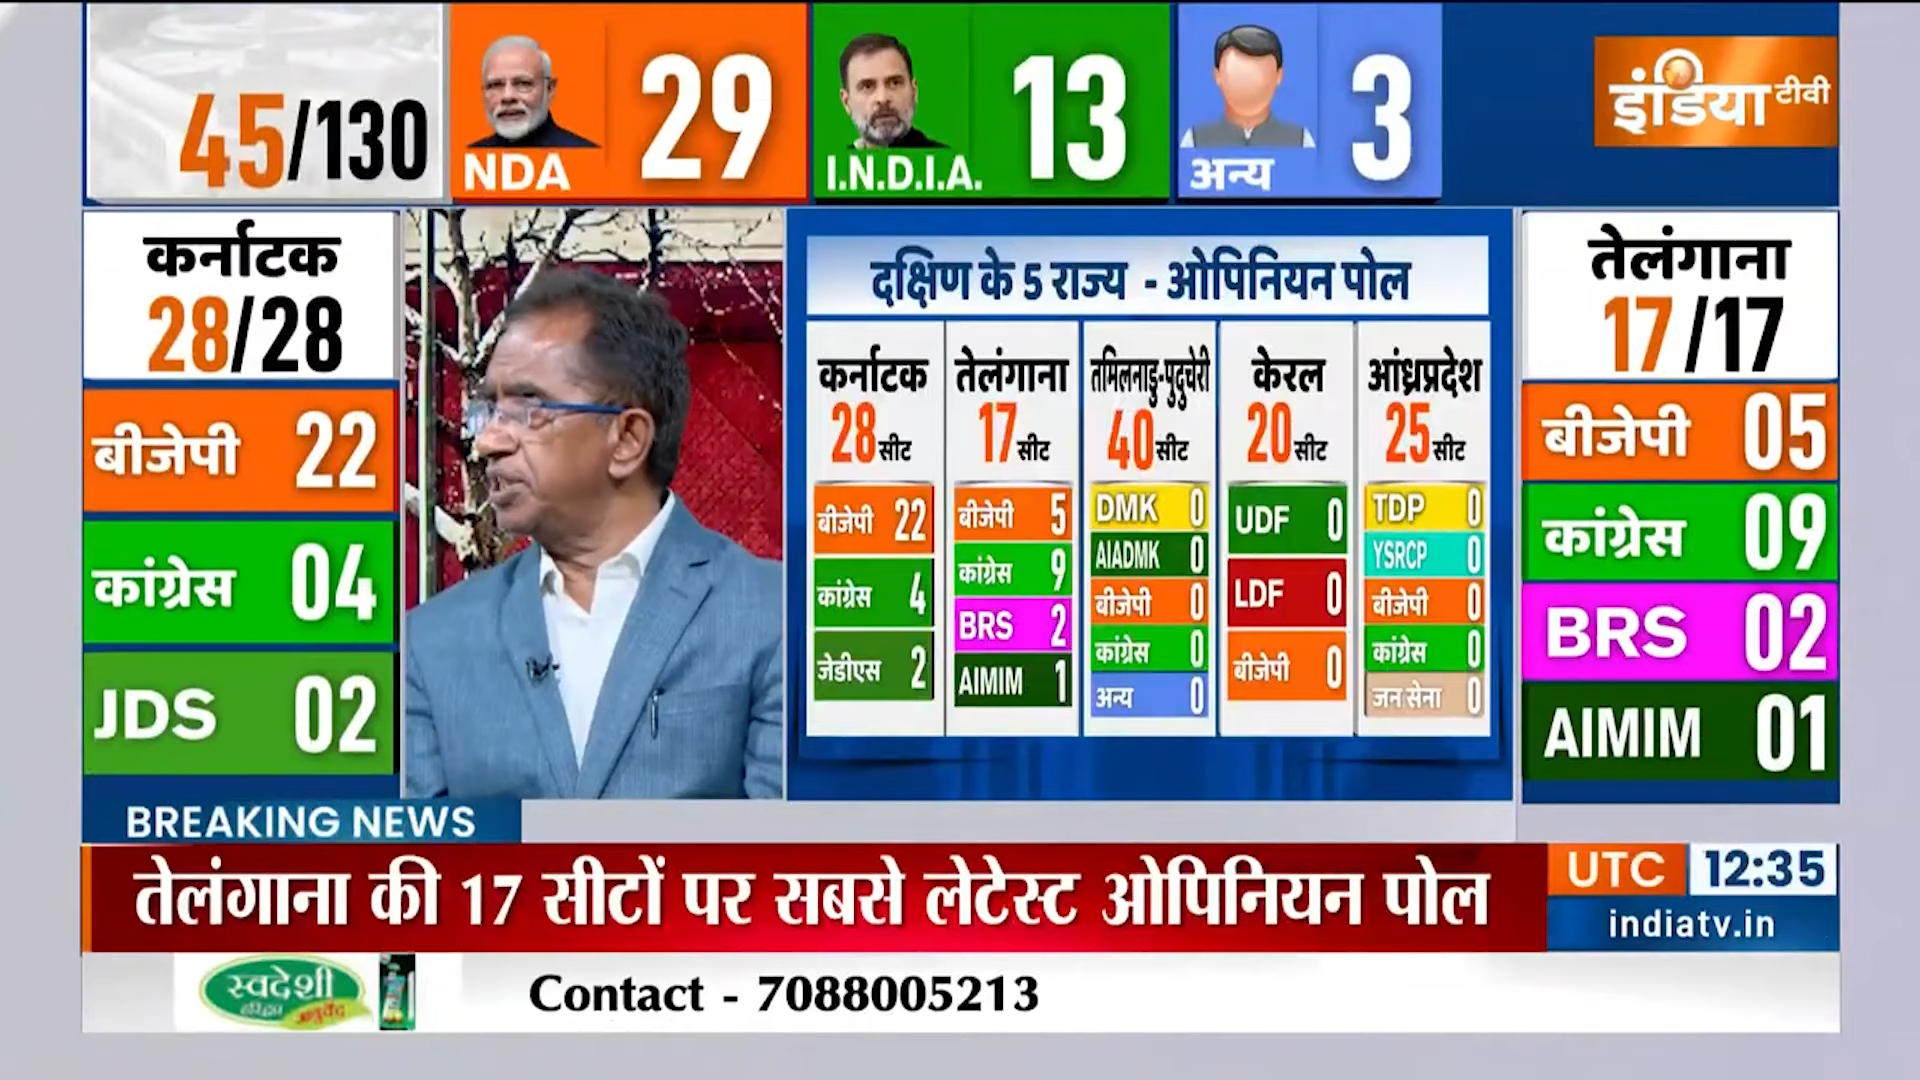 45/130
NDA
29
I.N.D.I.A.
13
अन्य
3
इंडिया टीवी
कर्नाटक
28/28
बीजेपी 22
कांग्रेस 04
JDS 02
दक्षिण के 5 राज्य - ओपिनियन पोल
कर्नाटक
28 सीट
बीजेपी 22
कांग्रेस 4
जेडीएस 2
तेलंगाना
17 सीट
बीजेपी 5
कांग्रेस 9
BRS 2
AIMIM 1
तमिलनाडु-पुदुचेरी
40 सीट
DMK 0
AIADMK 0
बीजेपी 0
कांग्रेस 0
अन्य 0
केरल
20 सीट
UDF 0
LDF 0
बीजेपी 0
आंध्रप्रदेश
25 सीट
TDP 0
YSRCP 0
बीजेपी 0
कांग्रेस 0
जन सेना 0
तेलंगाना
17/17
बीजेपी 05
कांग्रेस 09
BRS 02
AIMIM 01
BREAKING NEWS
तेलंगाना की 17 सीटों पर सबसे लेटेस्ट ओपिनियन पोल
UTC 12:35
indiatv.in
स्वदेशी
आयुर्वेद
Contact - 7088005213